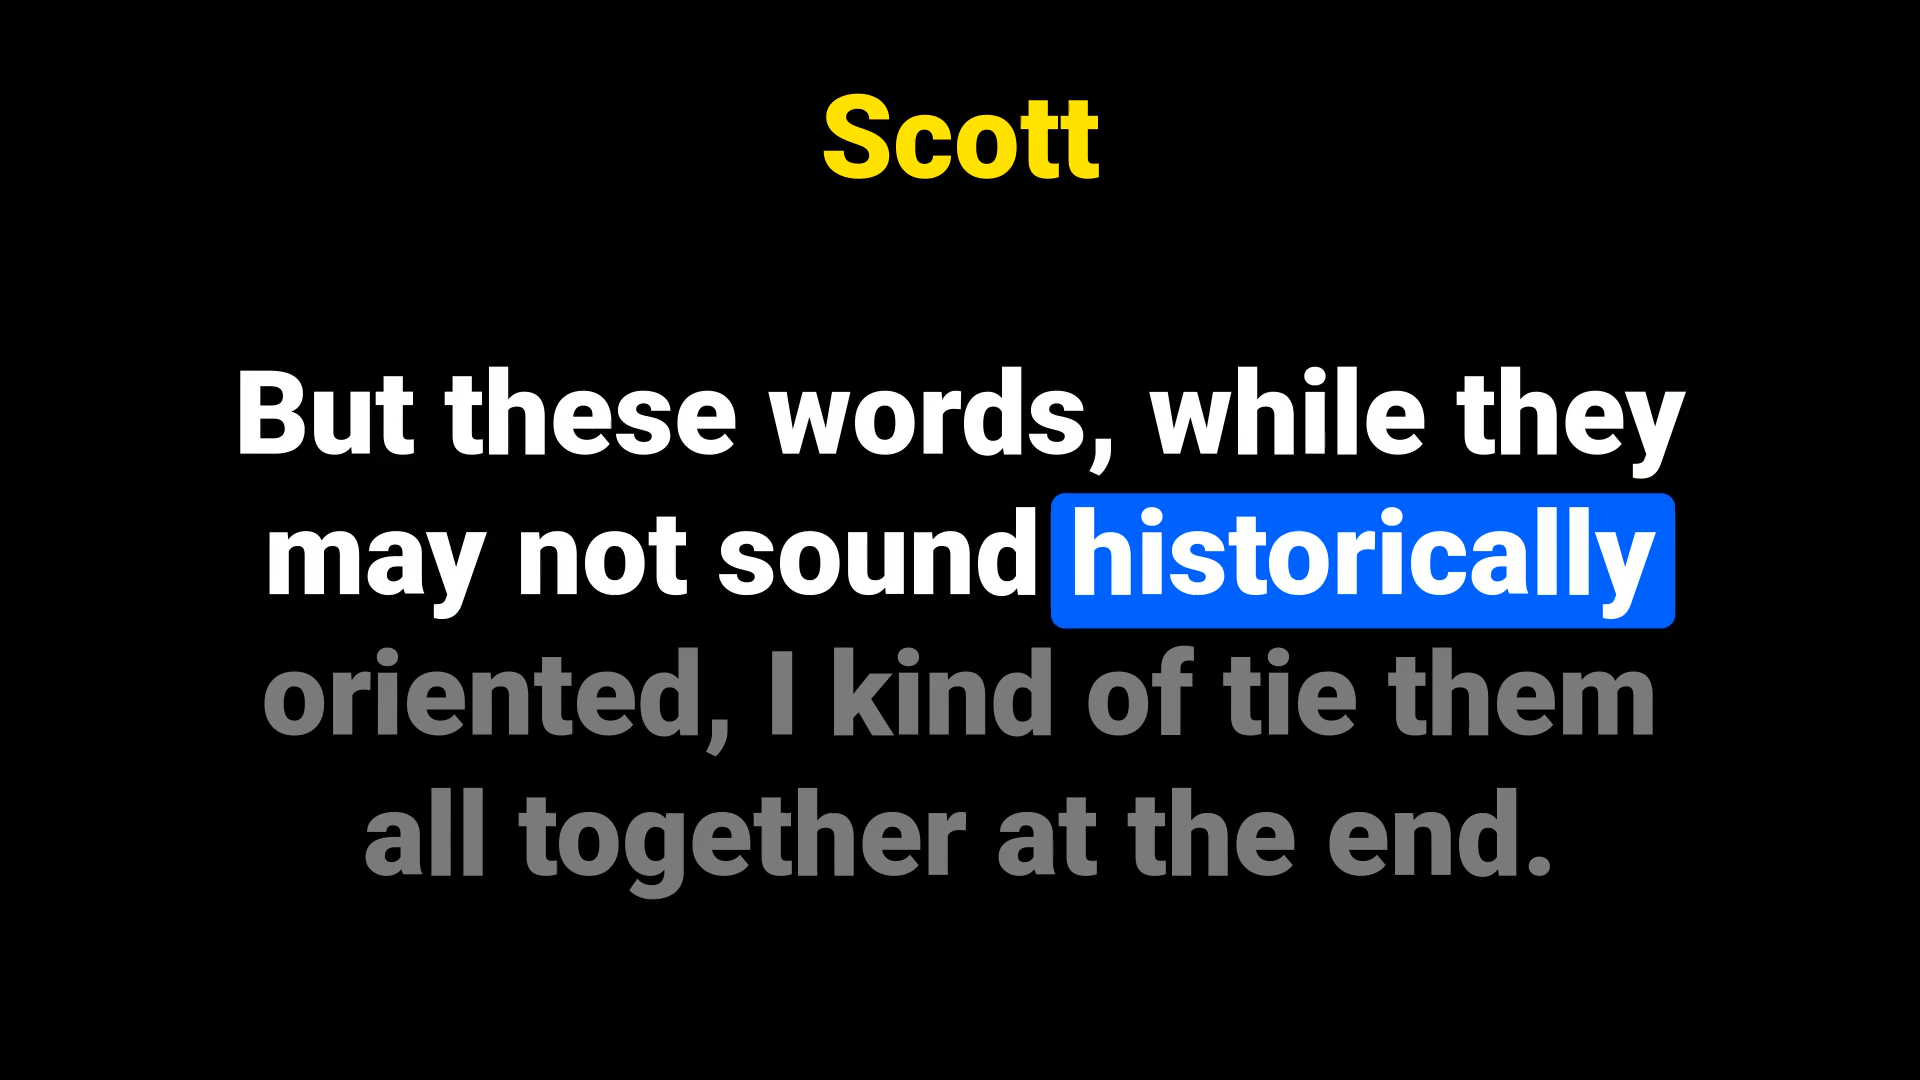 Scott
But these words, while they
may not sound historically
oriented, I kind of tie them
all together at the end.